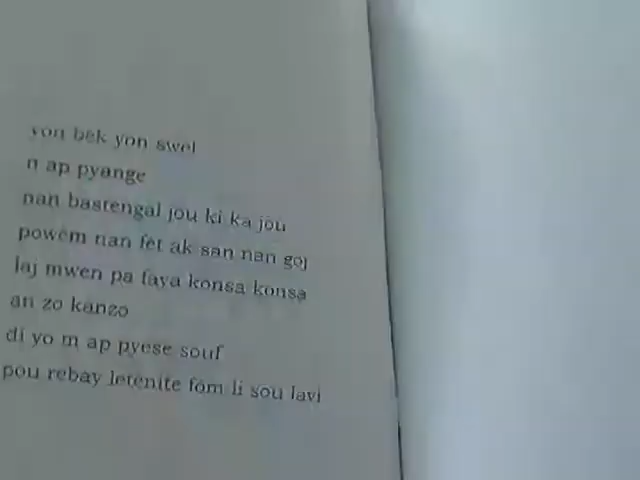 yon bèk yon swel
n ap pyange
nan bastengal jou ki ka jou
powèm nan fèt ak san nan goj
laj mwen pa faya konsa konsa
an zo kanzo
di yo m ap pyese souf
pou rebay letènite fòm li sou lavi